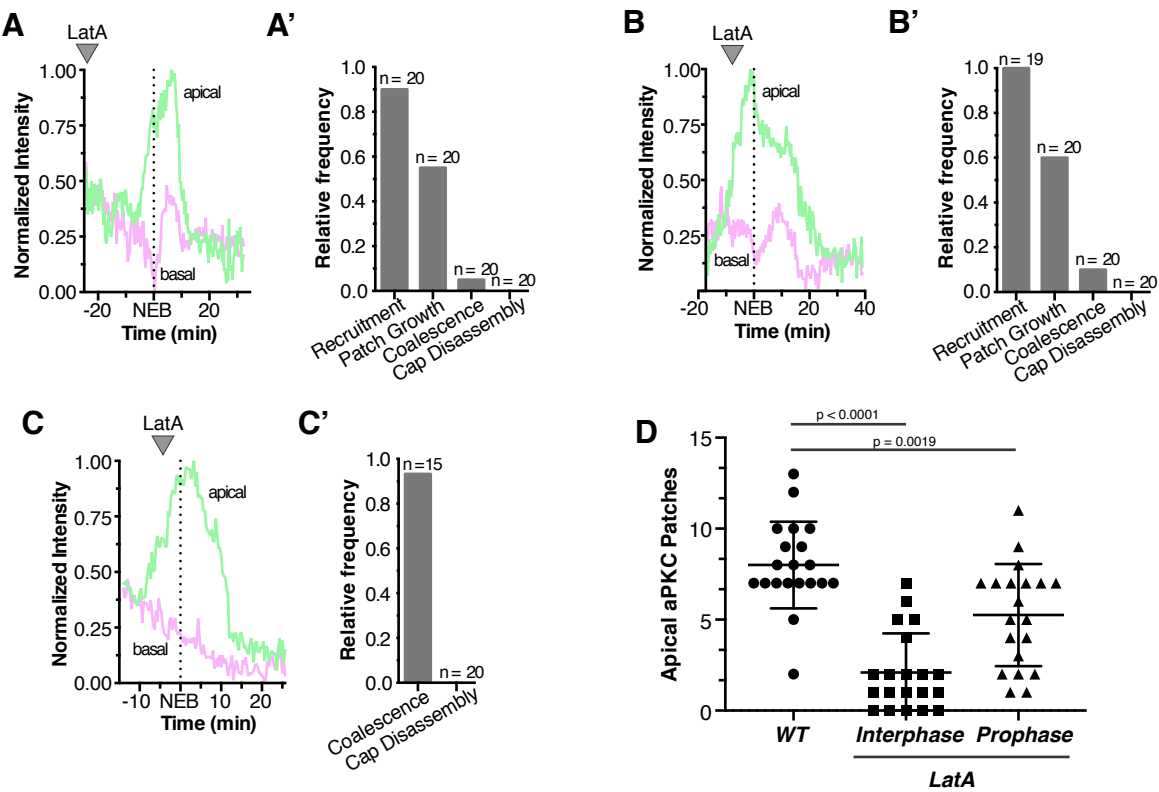 A
LatA
1.00
0.75
0.50
0.25
0.00
Normalized Intensity
apical
basal
-20 NEB 20
Time (min)
A’
1.0
0.8
0.6
0.4
0.2
0.0
Relative frequency
n = 20
n = 20
n = 20
n = 20
Recruitment
Patch Growth
Coalescence
Cap Disassembly
B
LatA
1.00
0.75
0.50
0.25
Normalized Intensity
apical
basal
-20 NEB 20 40
Time (min)
B’
1.0
0.8
0.6
0.4
0.2
0.0
Relative frequency
n = 19
n = 20
n = 20
n = 20
Recruitment
Patch Growth
Coalescence
Cap Disassembly
C
LatA
1.00
0.75
0.50
0.25
0.00
Normalized Intensity
apical
basal
-10 NEB 10 20
Time (min)
C’
1.0
0.8
0.6
0.4
0.2
0.0
Relative frequency
n =15
n = 20
Coalescence
Cap Disassembly
D
p < 0.0001
p = 0.0019
15
10
5
0
Apical aPKC Patches
WT Interphase Prophase
LatA